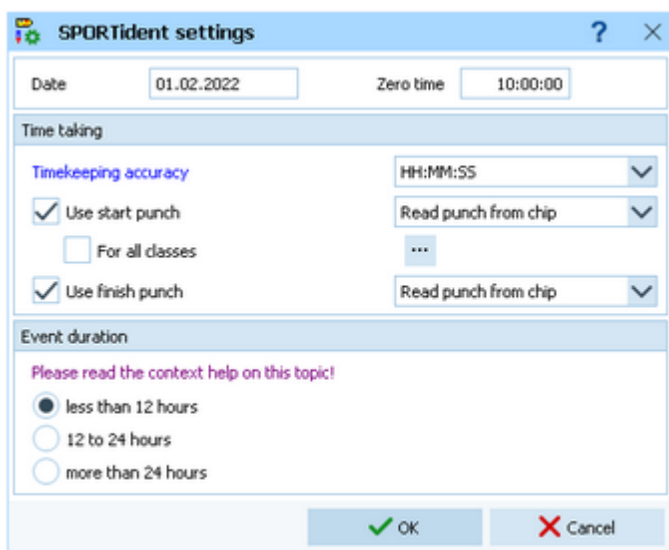 SPORTident settings ?
Date 01.02.2022 Zero time 10:00:00
Time taking
Timekeeping accuracy HH:MM:SS
Use start punch Read punch from chip
For all classes ...
Use finish punch Read punch from chip
Event duration
Please read the context help on this topic!
less than 12 hours
12 to 24 hours
more than 24 hours
OK Cancel